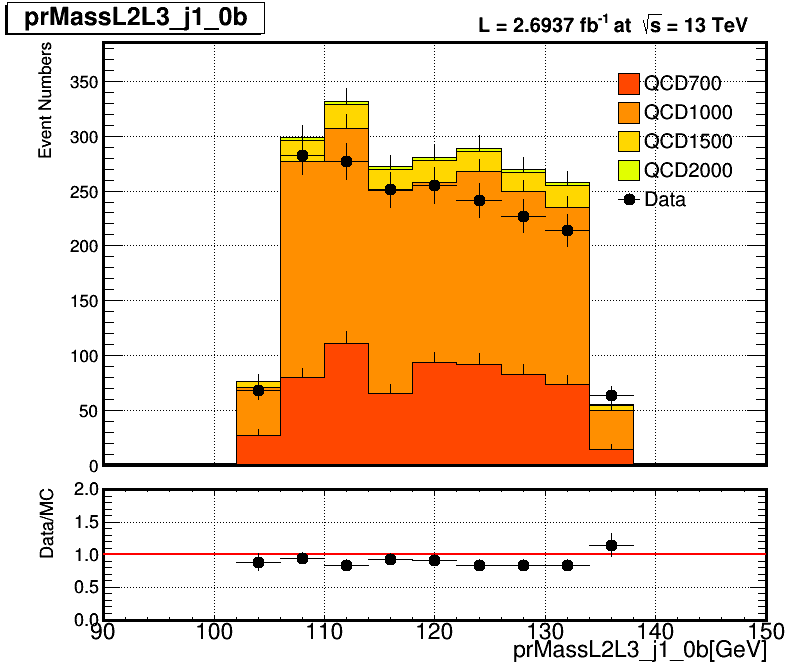 prMassL2L3_j1_0b
L = 2.6937 fb-1 at √s = 13 TeV
Event Numbers
350
300
250
200
150
100
50
0
QCD700
QCD1000
QCD1500
QCD2000
Data
Data/MC
2.0
1.5
1.0
0.5
0.0
90 100 110 120 130 140 150
prMassL2L3_j1_0b[GeV]